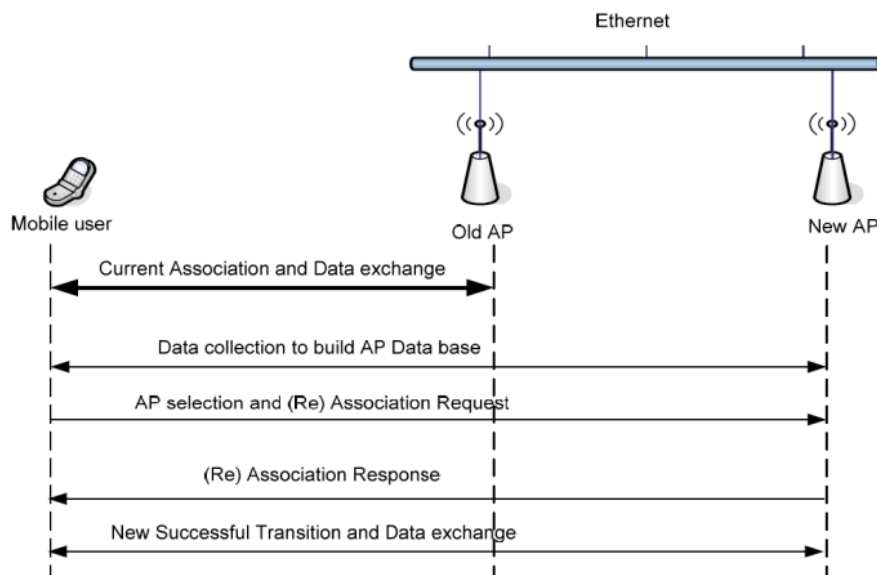 Ethernet
Mobile user
Old AP
New AP
Current Association and Data exchange
Data collection to build AP Data base
AP selection and (Re) Association Request
(Re) Association Response
New Successful Transition and Data exchange